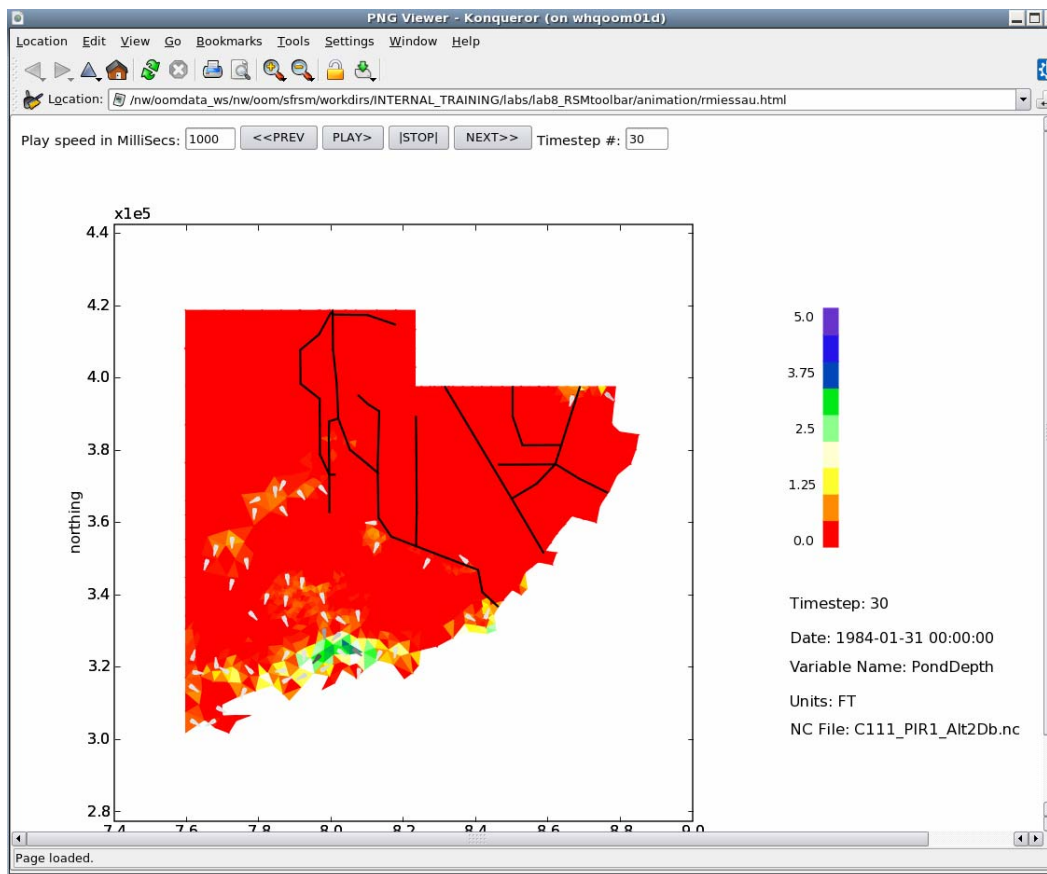 PNG Viewer - Konqueror (on whqoom01d)
Location Edit View Go Bookmarks Tools Settings Window Help
Location: /nw/oomdata_ws/nw/oom/sfrsm/workdirs/INTERNAL_TRAINING/labs/lab8_RSMtoolbar/animation/rmiessau.html
Play speed in MilliSecs: 1000 <<PREV PLAY> |STOP| NEXT>> Timestep #: 30
x1e5
4.4
4.2
4.0
3.8
3.6
3.4
3.2
3.0
2.8
northing
7.4 7.6 7.8 8.0 8.2 8.4 8.6 8.8 9.0
5.0
3.75
2.5
1.25
0.0
Timestep: 30
Date: 1984-01-31 00:00:00
Variable Name: PondDepth
Units: FT
NC File: C111_PIR1_Alt2Db.nc
Page loaded.